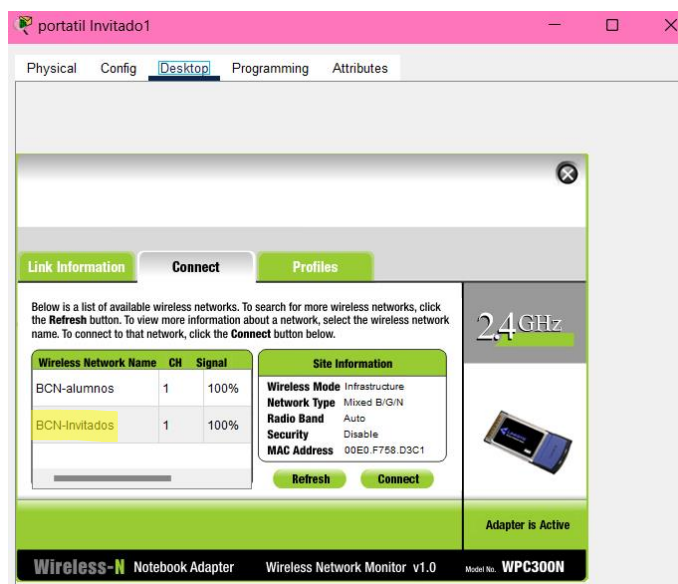 portatil Invitado1
Physical Config Desktop Programming Attributes
Link Information Connect Profiles
Below is a list of available wireless networks. To search for more wireless networks, click
the Refresh button. To view more information about a network, select the wireless network
name. To connect to that network, click the Connect button below.
2.4GHz
Wireless Network Name CH Signal
BCN-alumnos 1 100%
BCN-Invitados 1 100%
Site Information
Wireless Mode Infrastructure
Network Type Mixed B/G/N
Radio Band Auto
Security Disable
MAC Address 00E0.F758.D3C1
Refresh Connect
Adapter is Active
Wireless-N Notebook Adapter Wireless Network Monitor v1.0 Model No. WPC300N